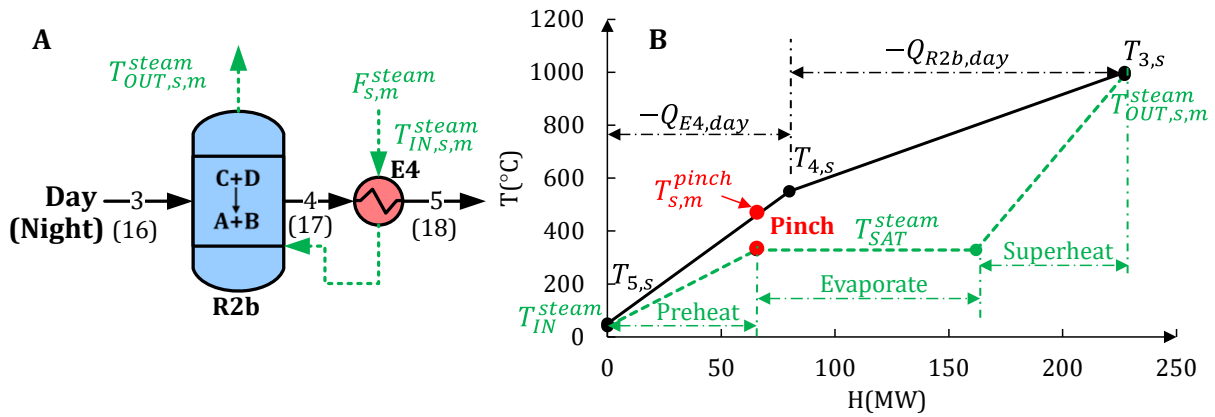 A
T_{OUT,s,m}^{steam}
F_{s,m}^{steam}
T_{IN,s,m}^{steam}
E4
Day
(Night)
3
(16)
C+D
A+B
4
(17)
5
(18)
R2b
B
T(°C)
1200
1000
800
600
400
200
0
−Q_{R2b,day}
T_{3,s}
T_{OUT,s,m}^{steam}
−Q_{E4,day}
T_{4,s}
T_{s,m}^{pinch}
Pinch
T_{SAT}^{steam}
Superheat
T_{5,s}
Evaporate
T_{IN}^{steam}
Preheat
0
50
100
150
200
250
H(MW)